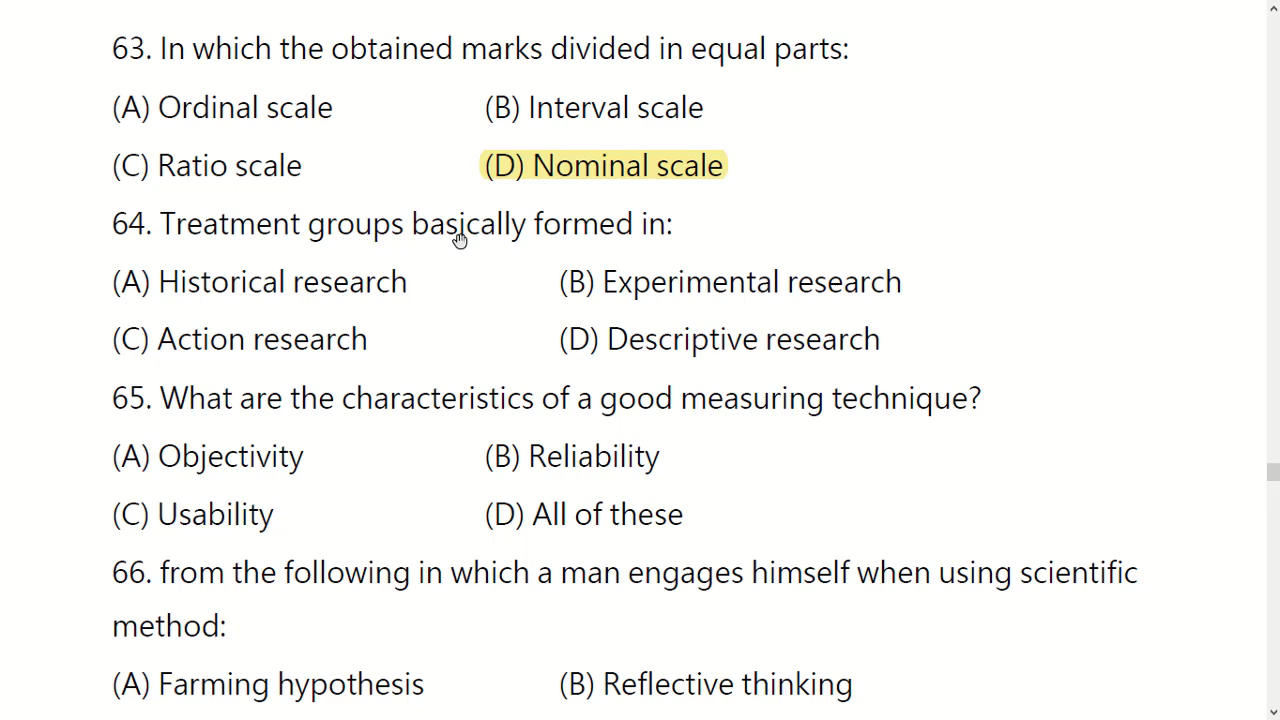 63. In which the obtained marks divided in equal parts:
(A) Ordinal scale (B) Interval scale
(C) Ratio scale (D) Nominal scale
64. Treatment groups basically formed in:
(A) Historical research (B) Experimental research
(C) Action research (D) Descriptive research
65. What are the characteristics of a good measuring technique?
(A) Objectivity (B) Reliability
(C) Usability (D) All of these
66. from the following in which a man engages himself when using scientific
method:
(A) Farming hypothesis (B) Reflective thinking